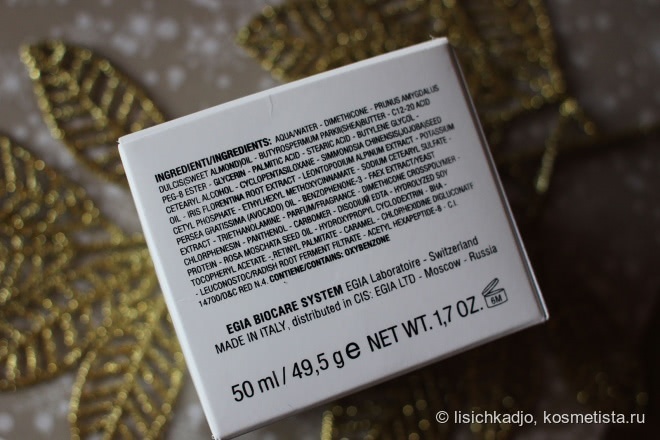 INGREDIENTI/INGREDIENTS: AQUA/WATER - DIMETHICONE - PRUNUS AMYGDALUS
DULCIS(SWEET ALMOND)OIL - BUTYROSPERMUM PARKII(SHEA)BUTTER - C12-20 ACID
PEG-8 ESTER - GLYCERIN - PALMITIC ACID - STEARIC ACID - BUTYLENE GLYCOL -
CETEARYL ALCOHOL - CYCLOPENTASILOXANE - SIMMONDSIA CHINENSIS(JOJOBA)SEED
OIL - IRIS FLORENTINA ROOT EXTRACT - LEONTOPODIUM ALPINUM EXTRACT - POTASSIUM
CETYL PHOSPHATE - ETHYLHEXYL METHOXYCINNAMATE - SODIUM CETEARYL SULFATE -
PERSEA GRATISSIMA (AVOCADO) OIL - BENZOPHENONE-3 - FAEX EXTRACT/YEAST
EXTRACT - TRIETHANOLAMINE - PARFUM/FRAGRANCE - DIMETHICONE CROSSPOLYMER -
CHLORPHENESIN - PANTHENOL - CARBOMER - DISODIUM EDTA - HYDROLYZED SOY
PROTEIN - ROSA MOSCHATA SEED OIL - HYDROXYPROPYL CYCLODEXTRIN - BHA -
TOCOPHERYL ACETATE - RETINYL PALMITATE - CARAMEL - CHLORHEXIDINE DIGLUCONATE
- LEUCONOSTOC/RADISH ROOT FERMENT FILTRATE - ACETYL HEXAPEPTIDE-8 - C.I.
14700/D&C RED N.4. CONTIENE/CONTAINS: OXYBENZONE
EGIA BIOCARE SYSTEM EGIA Laboratoire - Switzerland
MADE IN ITALY, distributed in CIS: EGIA LTD - Moscow - Russia
50 ml / 49,5 g e NET WT. 1,7 OZ. 6M
© lisichkadjo, kosmetista.ru